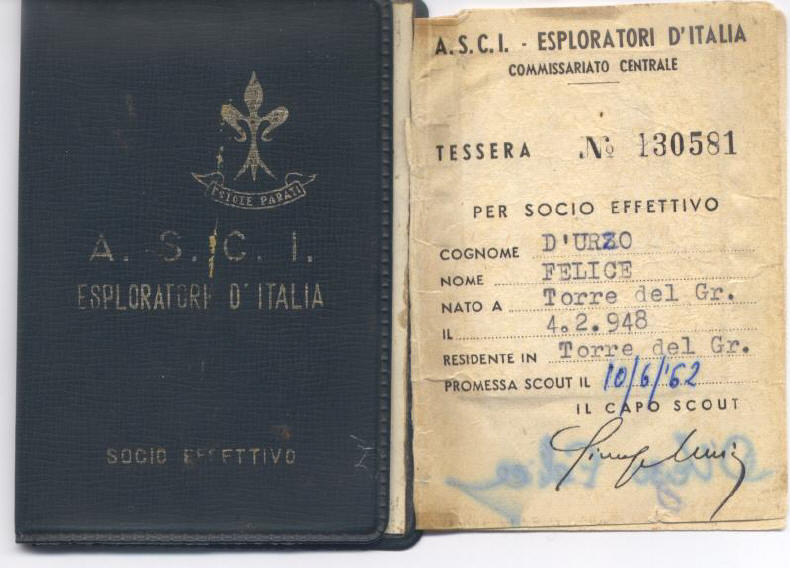 ESTOTE PARATI
A. S. C. I.
ESPLORATORI D'ITALIA
SOCIO EFFETTIVO
A.S.C.I. - ESPLORATORI D'ITALIA
COMMISSARIATO CENTRALE
TESSERA No 130581
PER SOCIO EFFETTIVO
COGNOME D'URZO
NOME FELICE
NATO A Torre del Gr.
IL 4.2.948
RESIDENTE IN Torre del Gr.
PROMESSA SCOUT IL 10/6/'62
IL CAPO SCOUT